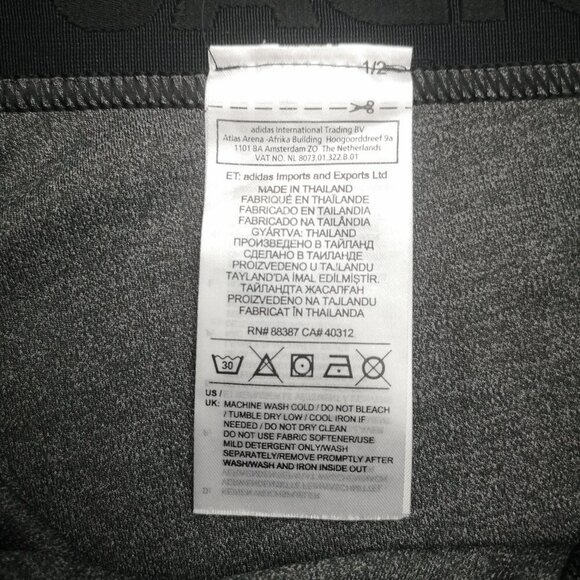 1/2
adidas International Trading BV
Atlas Arena -Afrika Building Hoogoorddreef 9a
1101 BA Amsterdam ZO The Netherlands
VAT NO. NL 8073.01.322.B.01
ET: adidas Imports and Exports Ltd
MADE IN THAILAND
FABRIQUÉ EN THAÏLANDE
FABRICADO EN TAILANDIA
FABRICADO NA TAILÂNDIA
GYÁRTVA: THAILAND
ПРОИЗВЕДЕНО В ТАЙЛАНД
СДЕЛАНО В ТАИЛАНДЕ
PROIZVEDENO U TAJLANDU
TAYLAND'DA İMAL EDİLMİŞTİR.
ТАЙЛАНДТА ЖАСАЛҒАН
PROIZVEDENO NA TAJLANDU
FABRICAT ÎN THAILANDA
RN# 88387 CA# 40312
30
US /
UK: MACHINE WASH COLD / DO NOT BLEACH
/ TUMBLE DRY LOW / COOL IRON IF
NEEDED / DO NOT DRY CLEAN
DO NOT USE FABRIC SOFTENER/USE
MILD DETERGENT ONLY/WASH
SEPARATELY/REMOVE PROMPTLY AFTER
WASH/WASH AND IRON INSIDE OUT